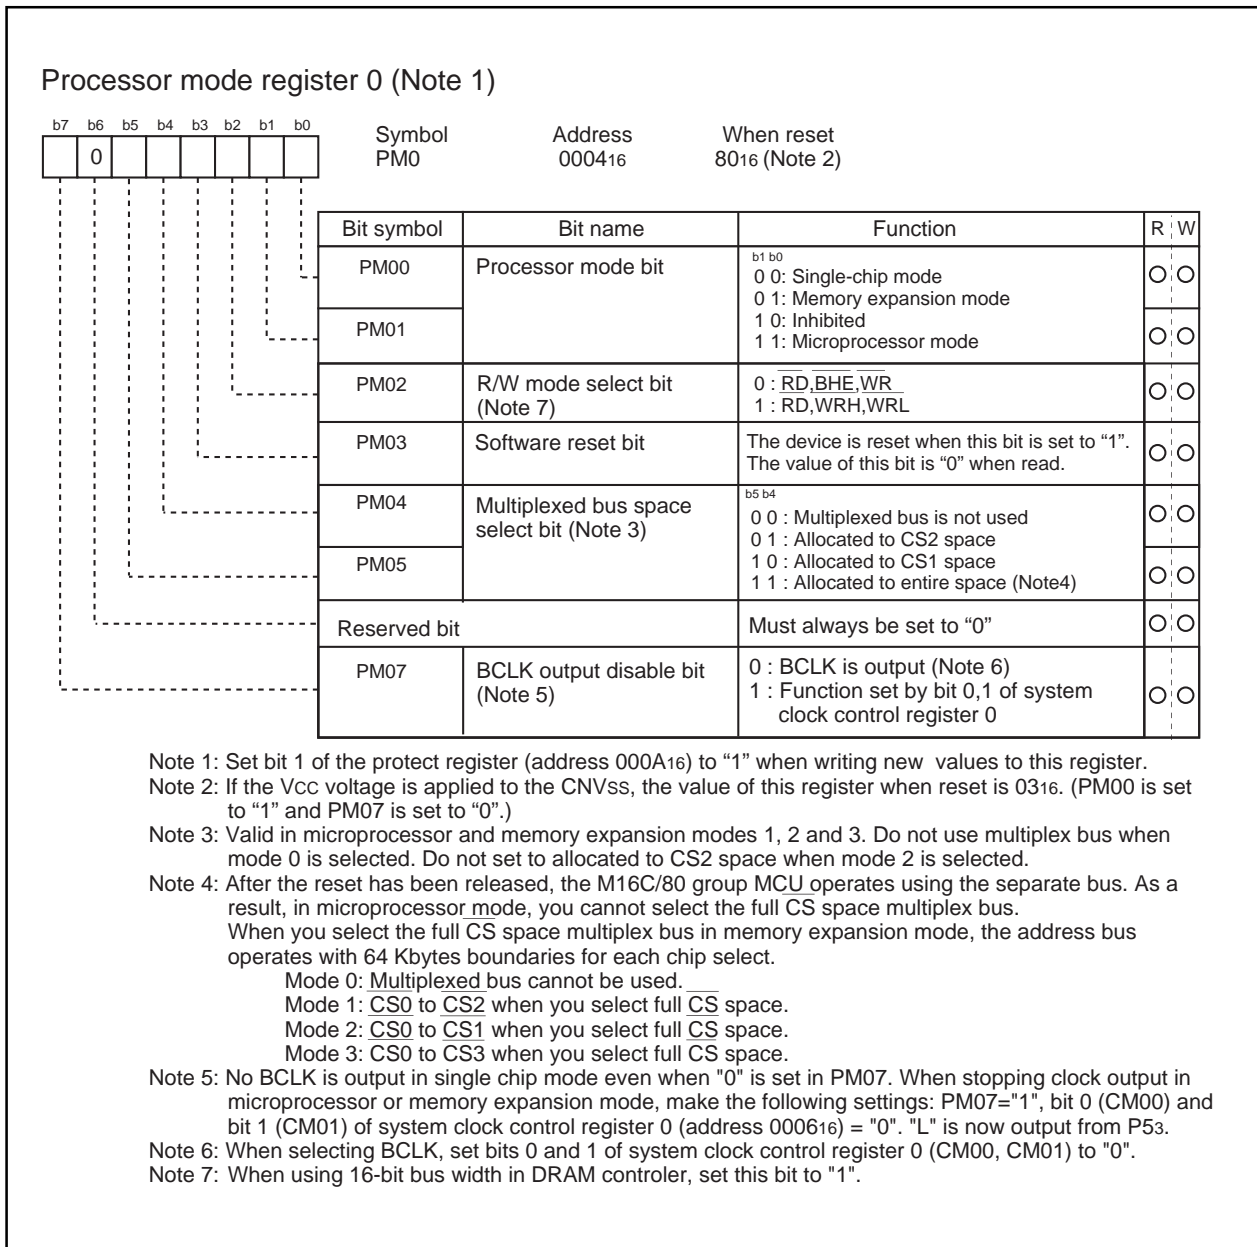 Processor mode register 0 (Note 1)
b7 b6 b5 b4 b3 b2 b1 b0
0
Symbol Address When reset
PM0 000416 8016 (Note 2)
Bit symbol Bit name Function R W
PM00 Processor mode bit
b1 b0
0 0: Single-chip mode
0 1: Memory expansion mode
PM01
1 0: Inhibited
1 1: Microprocessor mode
PM02 R/W mode select bit 0 : RD,BHE,WR
(Note 7) 1 : RD,WRH,WRL
PM03 Software reset bit The device is reset when this bit is set to “1”.
The value of this bit is “0” when read.
PM04 Multiplexed bus space
select bit (Note 3)
b5 b4
0 0 : Multiplexed bus is not used
0 1 : Allocated to CS2 space
PM05
1 0 : Allocated to CS1 space
1 1 : Allocated to entire space (Note4)
Reserved bit Must always be set to “0”
PM07 BCLK output disable bit 0 : BCLK is output (Note 6)
(Note 5) 1 : Function set by bit 0,1 of system
clock control register 0
Note 1: Set bit 1 of the protect register (address 000A16) to “1” when writing new values to this register.
Note 2: If the VCC voltage is applied to the CNVSS, the value of this register when reset is 0316. (PM00 is set
to “1” and PM07 is set to “0”.)
Note 3: Valid in microprocessor and memory expansion modes 1, 2 and 3. Do not use multiplex bus when
mode 0 is selected. Do not set to allocated to CS2 space when mode 2 is selected.
Note 4: After the reset has been released, the M16C/80 group MCU operates using the separate bus. As a
result, in microprocessor mode, you cannot select the full CS space multiplex bus.
When you select the full CS space multiplex bus in memory expansion mode, the address bus
operates with 64 Kbytes boundaries for each chip select.
Mode 0: Multiplexed bus cannot be used.
Mode 1: CS0 to CS2 when you select full CS space.
Mode 2: CS0 to CS1 when you select full CS space.
Mode 3: CS0 to CS3 when you select full CS space.
Note 5: No BCLK is output in single chip mode even when "0" is set in PM07. When stopping clock output in
microprocessor or memory expansion mode, make the following settings: PM07="1", bit 0 (CM00) and
bit 1 (CM01) of system clock control register 0 (address 000616) = "0". "L" is now output from P53.
Note 6: When selecting BCLK, set bits 0 and 1 of system clock control register 0 (CM00, CM01) to "0".
Note 7: When using 16-bit bus width in DRAM controler, set this bit to "1".